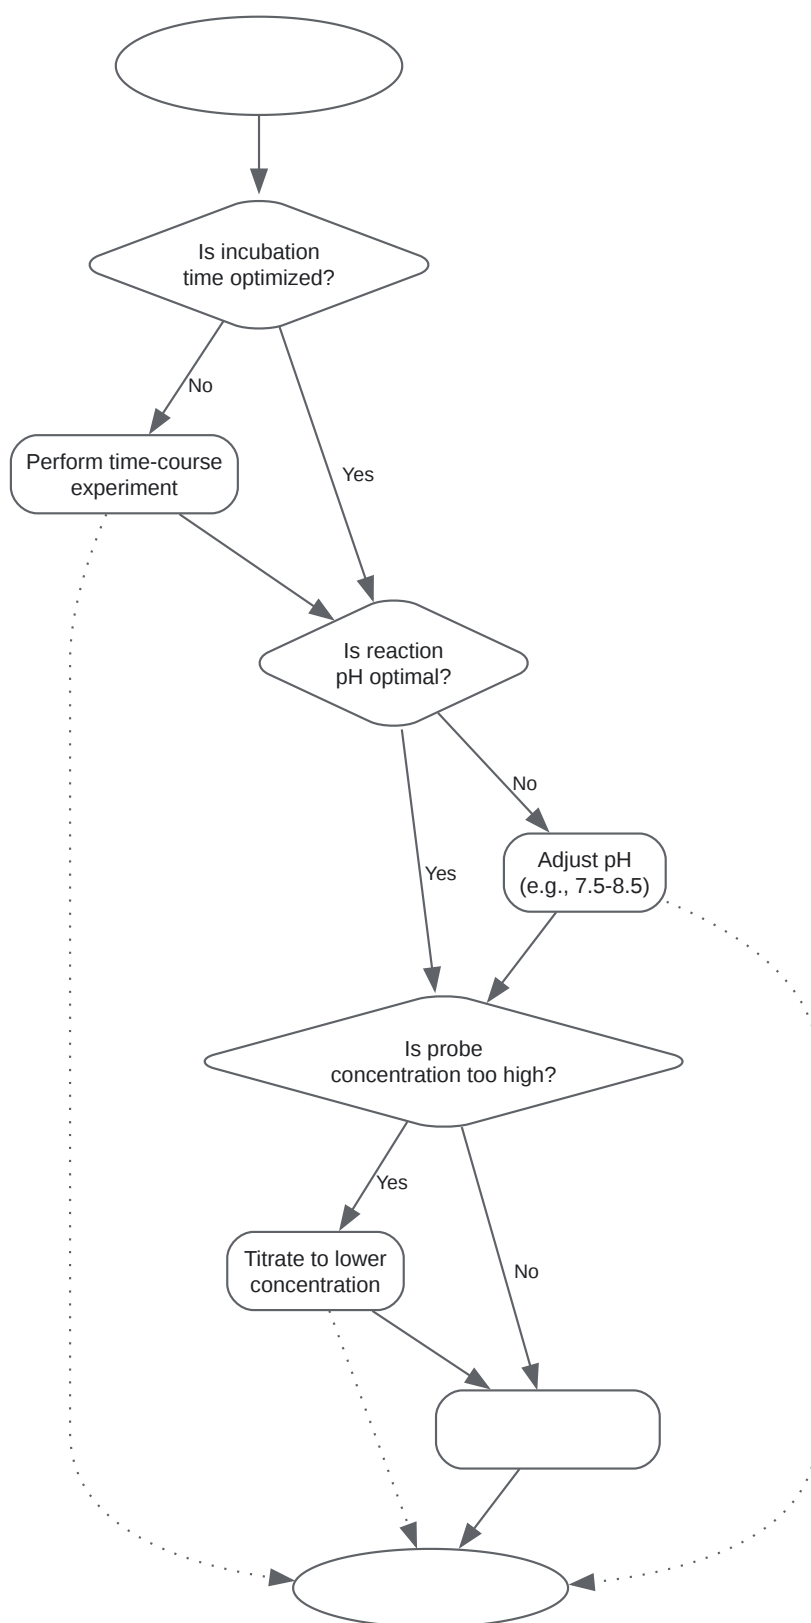 Is incubation
time optimized?
No
Perform time-course
experiment
Yes
Is reaction
pH optimal?
No
Adjust pH
(e.g., 7.5-8.5)
Yes
Is probe
concentration too high?
Yes
Titrate to lower
concentration
No